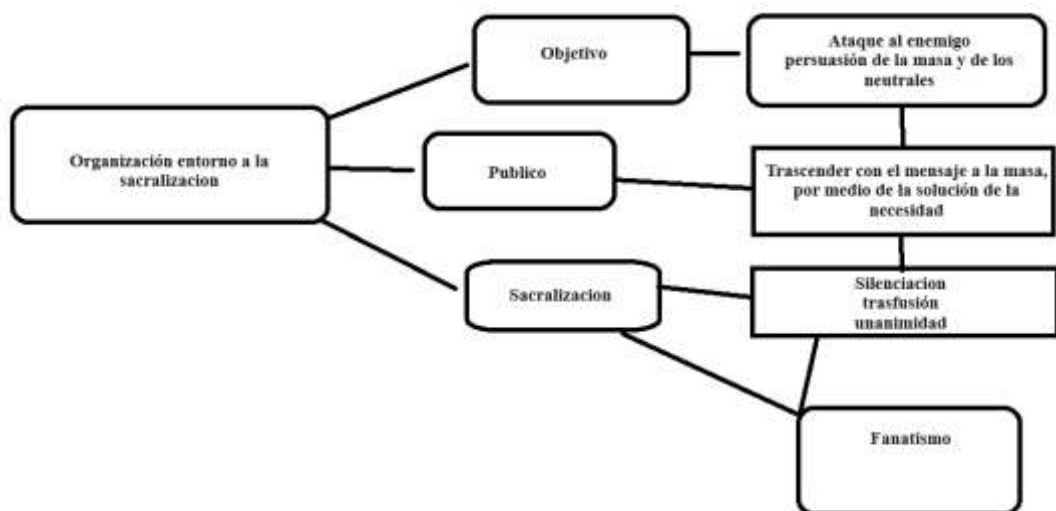 Objetivo
Ataque al enemigo
persuasión de la masa y de los
neutrales
Organización entorno a la
sacralizacion
Publico
Trascender con el mensaje a la masa,
por medio de la solución de la
necesidad
Sacralizacion
Silenciacion
trasfusión
unanimidad
Fanatismo